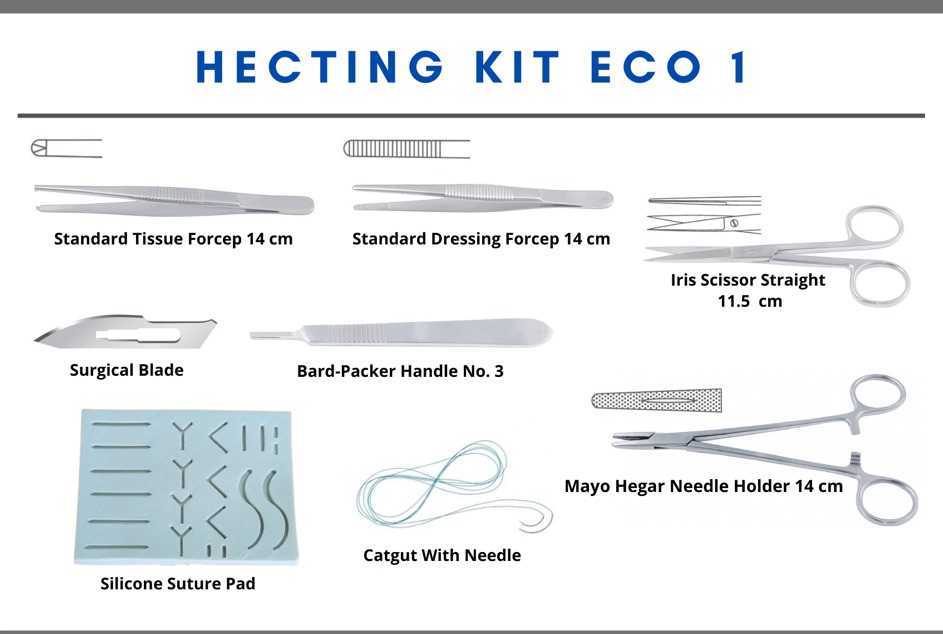 HECTING KIT ECO 1
Standard Tissue Forcep 14 cm
Standard Dressing Forcep 14 cm
Iris Scissor Straight
11.5 cm
Surgical Blade
Bard-Packer Handle No. 3
Mayo Hegar Needle Holder 14 cm
Catgut With Needle
Silicone Suture Pad